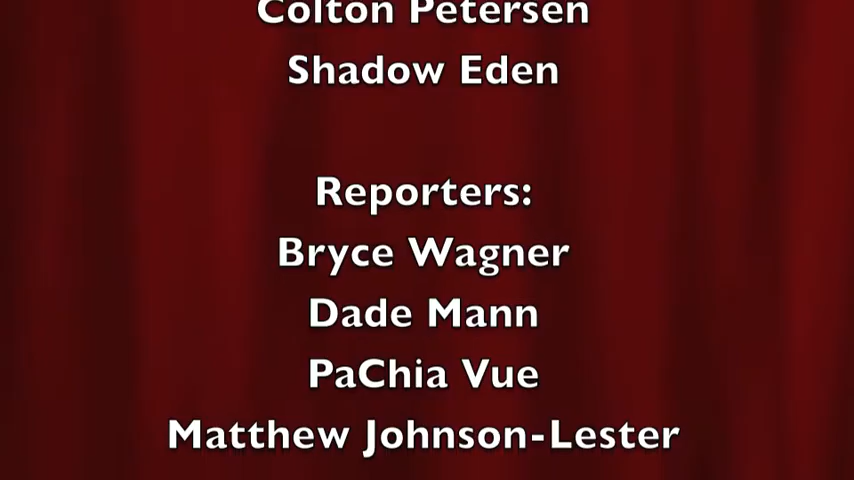 Colton Petersen
Shadow Eden
Reporters:
Bryce Wagner
Dade Mann
PaChia Vue
Matthew Johnson-Lester